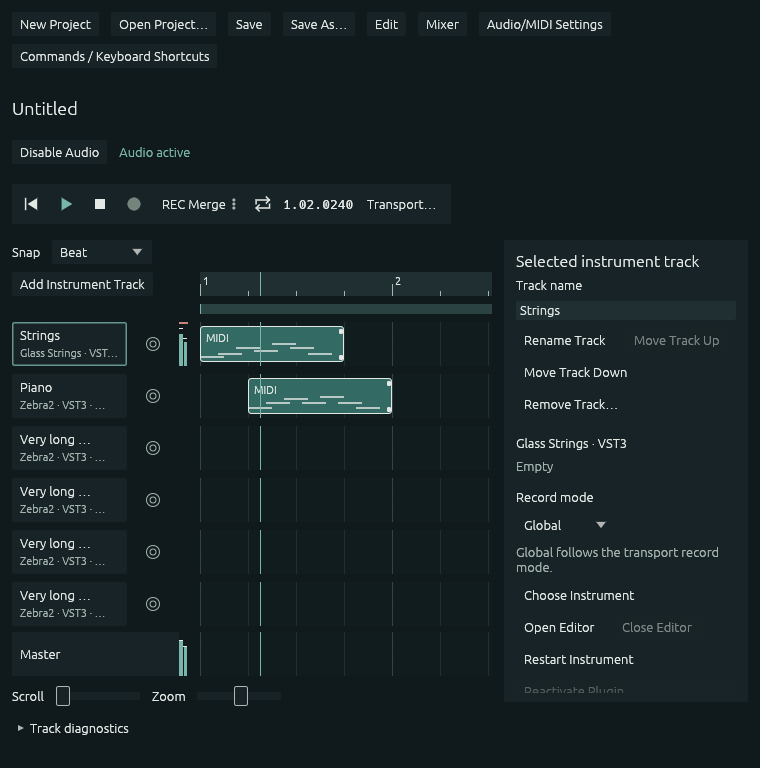 New Project Open Project... Save Save As... Edit Mixer Audio/MIDI Settings
Commands / Keyboard Shortcuts
Untitled
Disable Audio Audio active
REC Merge 1.02.0240 Transport...
Snap Beat
Add Instrument Track
1 2
Strings
Glass Strings · VST...
MIDI
Piano
Zebra2 · VST3 · ...
MIDI
Very long ...
Zebra2 · VST3 · ...
Very long ...
Zebra2 · VST3 · ...
Very long ...
Zebra2 · VST3 · ...
Very long ...
Zebra2 · VST3 · ...
Master
Scroll Zoom
Track diagnostics
Selected instrument track
Track name
Strings
Rename Track Move Track Up
Move Track Down
Remove Track...
Glass Strings · VST3
Empty
Record mode
Global
Global follows the transport record
mode.
Choose Instrument
Open Editor Close Editor
Restart Instrument
Reactivate Plugin